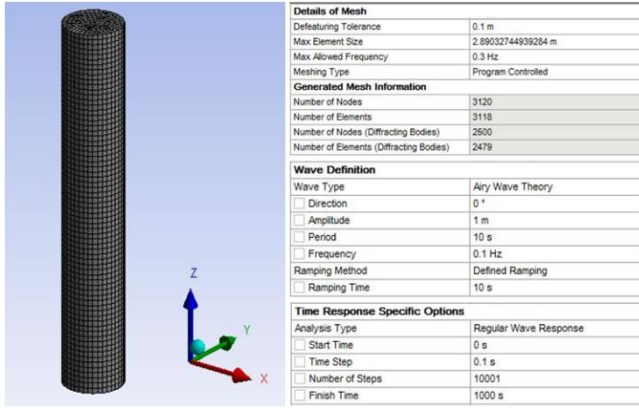 Details of Mesh
Defeaturing Tolerance 0.1 m
Max Element Size 2.89032744939284 m
Max Allowed Frequency 0.3 Hz
Meshing Type Program Controlled
Generated Mesh Information
Number of Nodes 3120
Number of Elements 3118
Number of Nodes (Diffracting Bodies) 2500
Number of Elements (Diffracting Bodies) 2479
Wave Definition
Wave Type Airy Wave Theory
Direction 0 °
Amplitude 1 m
Period 10 s
Frequency 0.1 Hz
Ramping Method Defined Ramping
Ramping Time 10 s
Time Response Specific Options
Analysis Type Regular Wave Response
Start Time 0 s
Time Step 0.1 s
Number of Steps 10001
Finish Time 1000 s
Z
Y
X